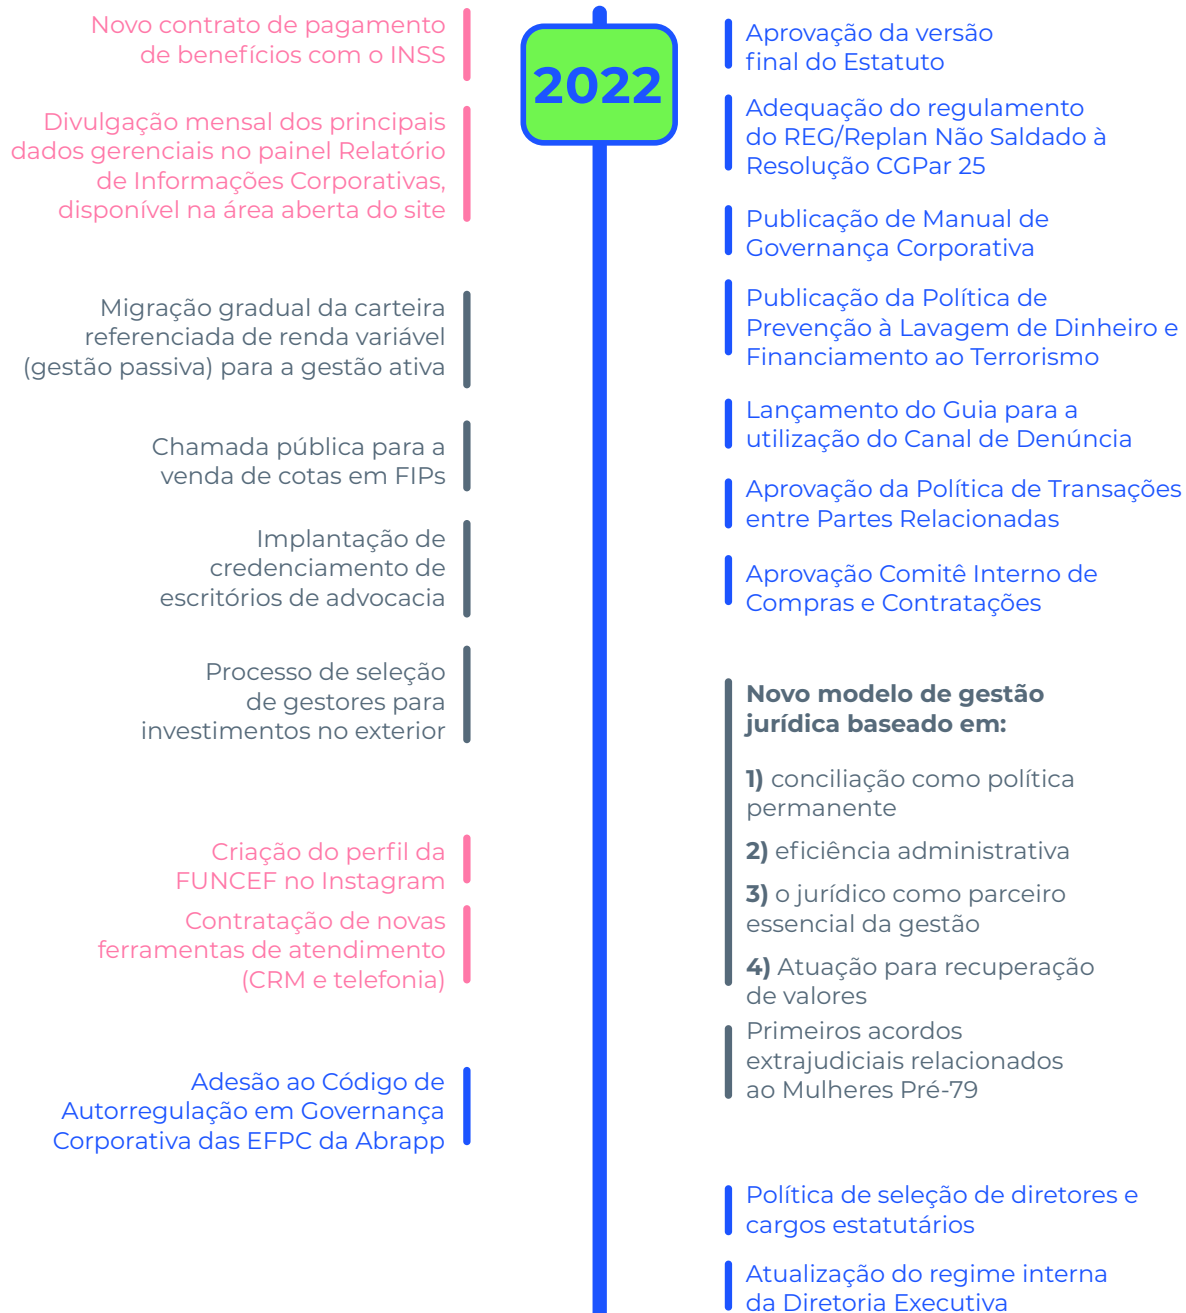 2022
Novo contrato de pagamento
de benefícios com o INSS
Divulgação mensal dos principais
dados gerenciais no painel Relatório
de Informações Corporativas,
disponível na área aberta do site
Migração gradual da carteira
referenciada de renda variável
(gestão passiva) para a gestão ativa
Chamada pública para a
venda de cotas em FIPs
Implantação de
credenciamento de
escritórios de advocacia
Processo de seleção
de gestores para
investimentos no exterior
Criação do perfil da
FUNCEF no Instagram
Contratação de novas
ferramentas de atendimento
(CRM e telefonia)
Adesão ao Código de
Autorregulação em Governança
Corporativa das EFPC da Abrapp
Aprovação da versão
final do Estatuto
Adequação do regulamento
do REG/Replan Não Saldado à
Resolução CGPar 25
Publicação de Manual de
Governança Corporativa
Publicação da Política de
Prevenção à Lavagem de Dinheiro e
Financiamento ao Terrorismo
Lançamento do Guia para a
utilização do Canal de Denúncia
Aprovação da Política de Transações
entre Partes Relacionadas
Aprovação Comitê Interno de
Compras e Contratações
Novo modelo de gestão
jurídica baseado em:
1) conciliação como política
permanente
2) eficiência administrativa
3) o jurídico como parceiro
essencial da gestão
4) Atuação para recuperação
de valores
Primeiros acordos
extrajudiciais relacionados
ao Mulheres Pré-79
Política de seleção de diretores e
cargos estatutários
Atualização do regime interna
da Diretoria Executiva